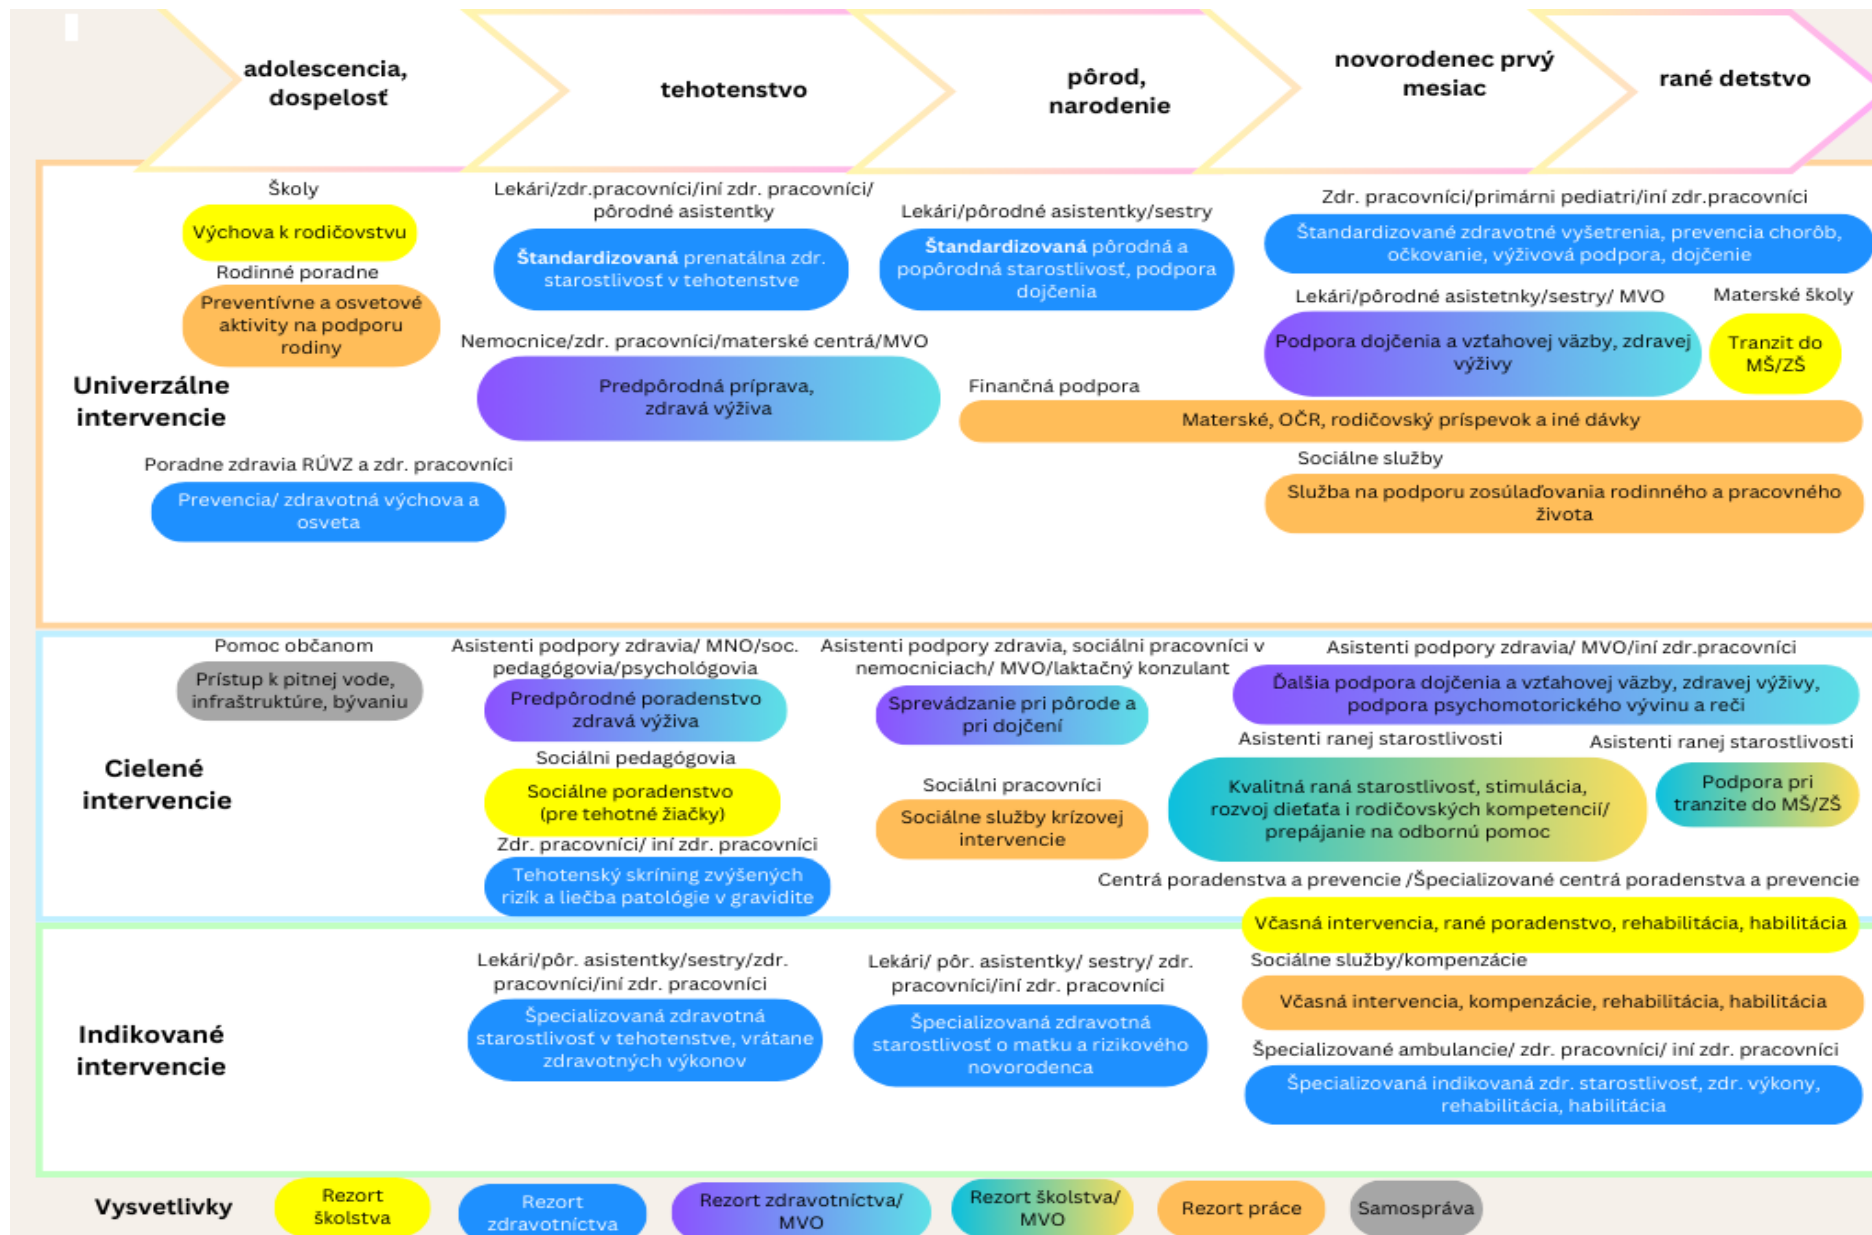 adolescencia,
dospelosť
tehotenstvo
pôrod,
narodenie
novorodenec prvý
mesiac
rané detstvo
Univerzálne
intervencie
Školy
Výchova k rodičovstvu
Rodinné poradne
Preventívne a osvetové
aktivity na podporu
rodiny
Poradne zdravia RÚVZ a zdr. pracovníci
Prevencia/ zdravotná výchova a
osveta
Lekári/zdr.pracovníci/iní zdr. pracovníci/
pôrodné asistentky
Štandardizovaná prenatálna zdr.
starostlivosť v tehotenstve
Nemocnice/zdr. pracovníci/materské centrá/MVO
Predpôrodná príprava,
zdravá výživa
Lekári/pôrodné asistentky/sestry
Štandardizovaná pôrodná a
popôrodná starostlivosť, podpora
dojčenia
Zdr. pracovníci/primárni pediatri/iní zdr.pracovníci
Štandardizované zdravotné vyšetrenia, prevencia chorôb,
očkovanie, výživová podpora, dojčenie
Lekári/pôrodné asistetnky/sestry/ MVO
Podpora dojčenia a vzťahovej väzby, zdravej
výživy
Materské školy
Tranzit do
MŠ/ZŠ
Finančná podpora
Materské, OČR, rodičovský príspevok a iné dávky
Sociálne služby
Služba na podporu zosúlaďovania rodinného a pracovného
života
Cielené
intervencie
Pomoc občanom
Prístup k pitnej vode,
infraštruktúre, bývaniu
Asistenti podpory zdravia/ MNO/soc.
pedagógovia/psychológovia
Predpôrodné poradenstvo
zdravá výživa
Sociálni pedagógovia
Sociálne poradenstvo
(pre tehotné žiačky)
Zdr. pracovníci/ iní zdr. pracovníci
Tehotenský skríning zvýšených
rizík a liečba patológie v gravidite
Asistenti podpory zdravia, sociálni pracovníci v
nemocniciach/ MVO/laktačný konzulant
Sprevádzanie pri pôrode a
pri dojčení
Sociálni pracovníci
Sociálne služby krízovej
intervencie
Asistenti podpory zdravia/ MVO/iní zdr.pracovníci
Ďalšia podpora dojčenia a vzťahovej väzby, zdravej výživy,
podpora psychomotorického vývinu a reči
Asistenti ranej starostlivosti
Kvalitná raná starostlivosť, stimulácia,
rozvoj dieťaťa i rodičovských kompetencií/
prepájanie na odbornú pomoc
Asistenti ranej starostlivosti
Podpora pri
tranzite do MŠ/ZŠ
Centrá poradenstva a prevencie /Špecializované centrá poradenstva a prevencie
Včasná intervencia, rané poradenstvo, rehabilitácia, habilitácia
Indikované
intervencie
Lekári/pôr. asistentky/sestry/zdr.
pracovníci/iní zdr. pracovníci
Špecializovaná zdravotná
starostlivosť v tehotenstve, vrátane
zdravotných výkonov
Lekári/ pôr. asistentky/ sestry/ zdr.
pracovníci/iní zdr. pracovníci
Špecializovaná zdravotná
starostlivosť o matku a rizikového
novorodenca
Sociálne služby/kompenzácie
Včasná intervencia, kompenzácie, rehabilitácia, habilitácia
Špecializované ambulancie/ zdr. pracovníci/ iní zdr. pracovníci
Špecializovaná indikovaná zdr. starostlivosť, zdr. výkony,
rehabilitácia, habilitácia
Vysvetlivky
Rezort
školstva
Rezort
zdravotníctva
Rezort zdravotníctva/
MVO
Rezort školstva/
MVO
Rezort práce
Samospráva